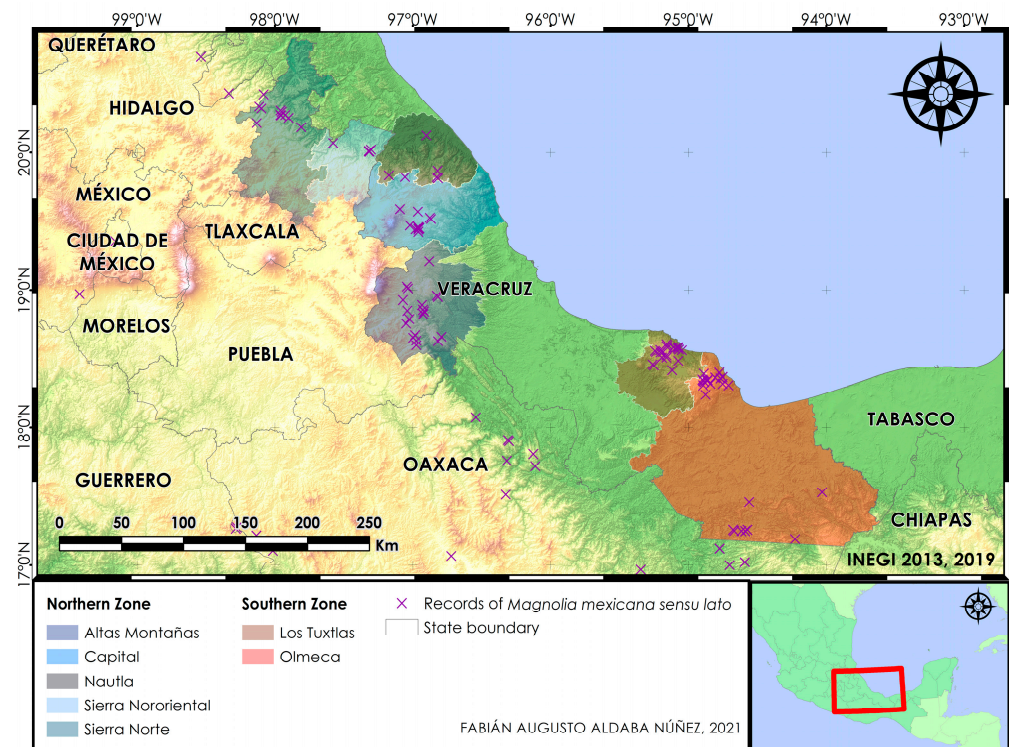 99.0°O 98.0°O 97.0°O 96.0°O 95.0°O 94.0°O 93.0°O
QUERÉTARO
HIDALGO
20°0'N
MÉXICO
TLAXCALA
CIUDAD DE
MÉXICO
19°0'N
VERACRUZ
MORELOS
PUEBLA
18°0'N
TABASCO
OAXACA
GUERRERO
CHIAPAS
0 50 100 150 200 250
Km
INEGI 2013, 2019
17°0'N
Northern Zone
Altas Montañas
Capital
Nautla
Sierra Nororiental
Sierra Norte
Southern Zone
Los Tuxtlas
Olmeca
Records of Magnolia mexicana sensu lato
State boundary
FABIÁN AUGUSTO ALDABA NÚÑEZ, 2021